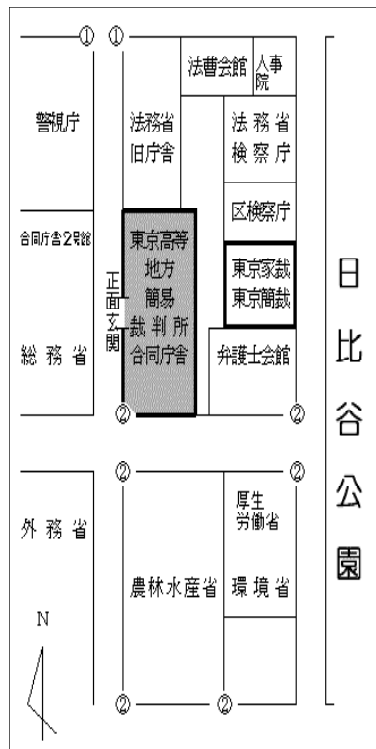 ① ①
法曹会館
人事
院
警視庁
法務省
旧庁舎
法務省
検察庁
区検察庁
合同庁舎2号館
東京高等
地方
簡易
裁判所
合同庁舎
正面玄関
東京家裁
東京簡裁
総務省
弁護士会館
② ②
日比谷公園
② ②
外務省
農林水産省
厚生
労働省
環境省
N
② ②